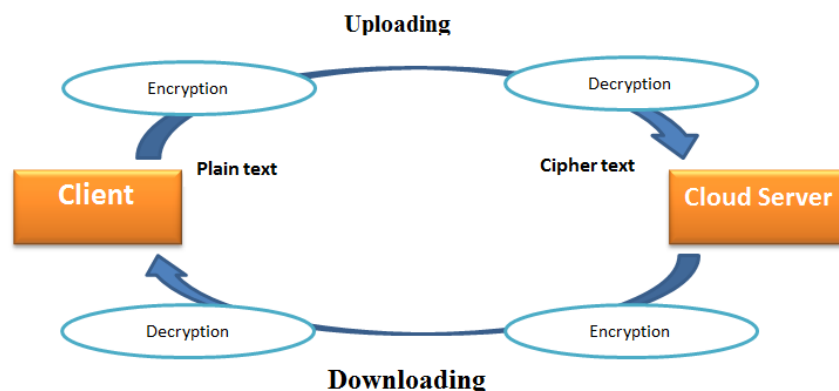 Uploading
Encryption
Decryption
Plain text
Cipher text
Client
Cloud Server
Decryption
Encryption
Downloading